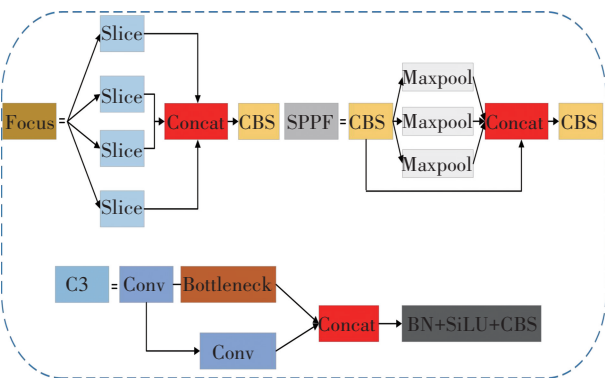 Slice
Slice
Focus = Concat CBS
Slice
Slice
Maxpool
SPPF = CBS Maxpool Concat CBS
Maxpool
C3 = Conv Bottleneck
Concat BN+SiLU+CBS
Conv